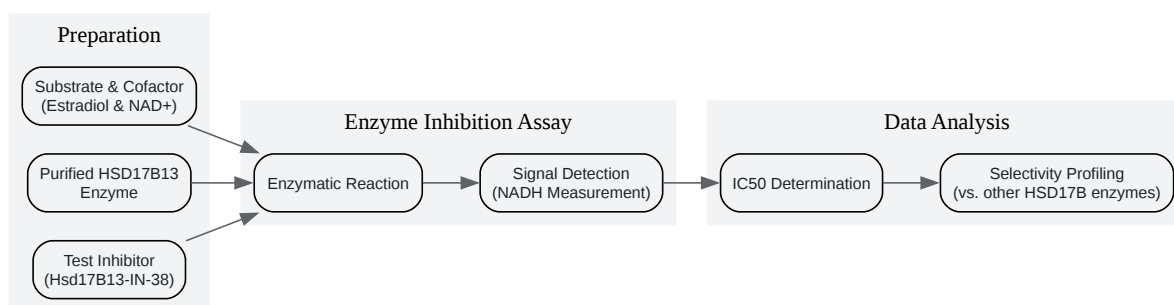 Preparation
Substrate & Cofactor
(Estradiol & NAD+)
Purified HSD17B13
Enzyme
Test Inhibitor
(Hsd17B13-IN-38)
Enzyme Inhibition Assay
Enzymatic Reaction
Signal Detection
(NADH Measurement)
Data Analysis
IC50 Determination
Selectivity Profiling
(vs. other HSD17B enzymes)